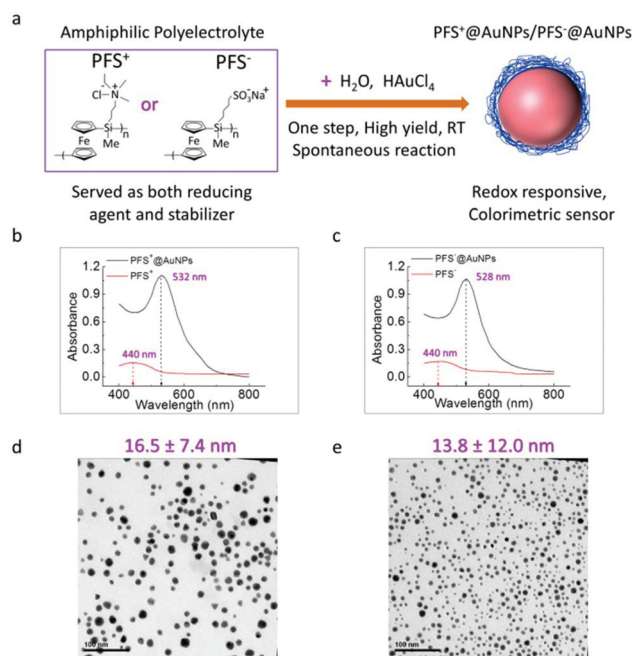 a
Amphiphilic Polyelectrolyte
PFS⁺@AuNPs/PFS⁻@AuNPs
PFS⁺
PFS⁻
Cl⁻ N⁺
or
SO₃⁻Na⁺
Si n
Fe Me
Si n
Fe Me
+ H₂O, HAuCl₄
One step, High yield, RT
Spontaneous reaction
Served as both reducing
agent and stabilizer
Redox responsive,
Colorimetric sensor
b
PFS⁺@AuNPs
PFS⁺
532 nm
440 nm
1.2
0.9
0.6
0.3
0.0
Absorbance
400 600 800
Wavelength (nm)
c
PFS⁻@AuNPs
PFS⁻
528 nm
440 nm
1.2
0.9
0.6
0.3
0.0
Absorbance
400 600 800
Wavelength (nm)
d
16.5 ± 7.4 nm
100 nm
e
13.8 ± 12.0 nm
100 nm